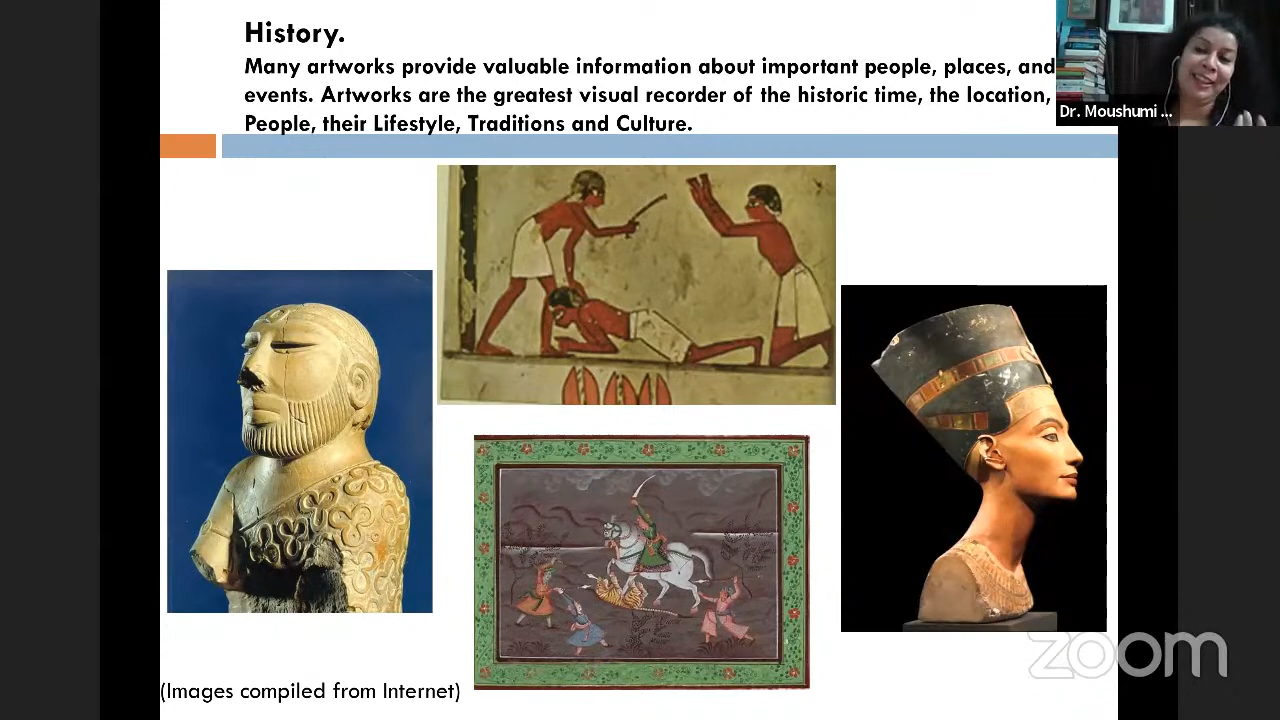 History.
Many artworks provide valuable information about important people, places, and
events. Artworks are the greatest visual recorder of the historic time, the location,
People, their Lifestyle, Traditions and Culture.
Dr. Moushumi ...
zoom
(Images compiled from Internet)